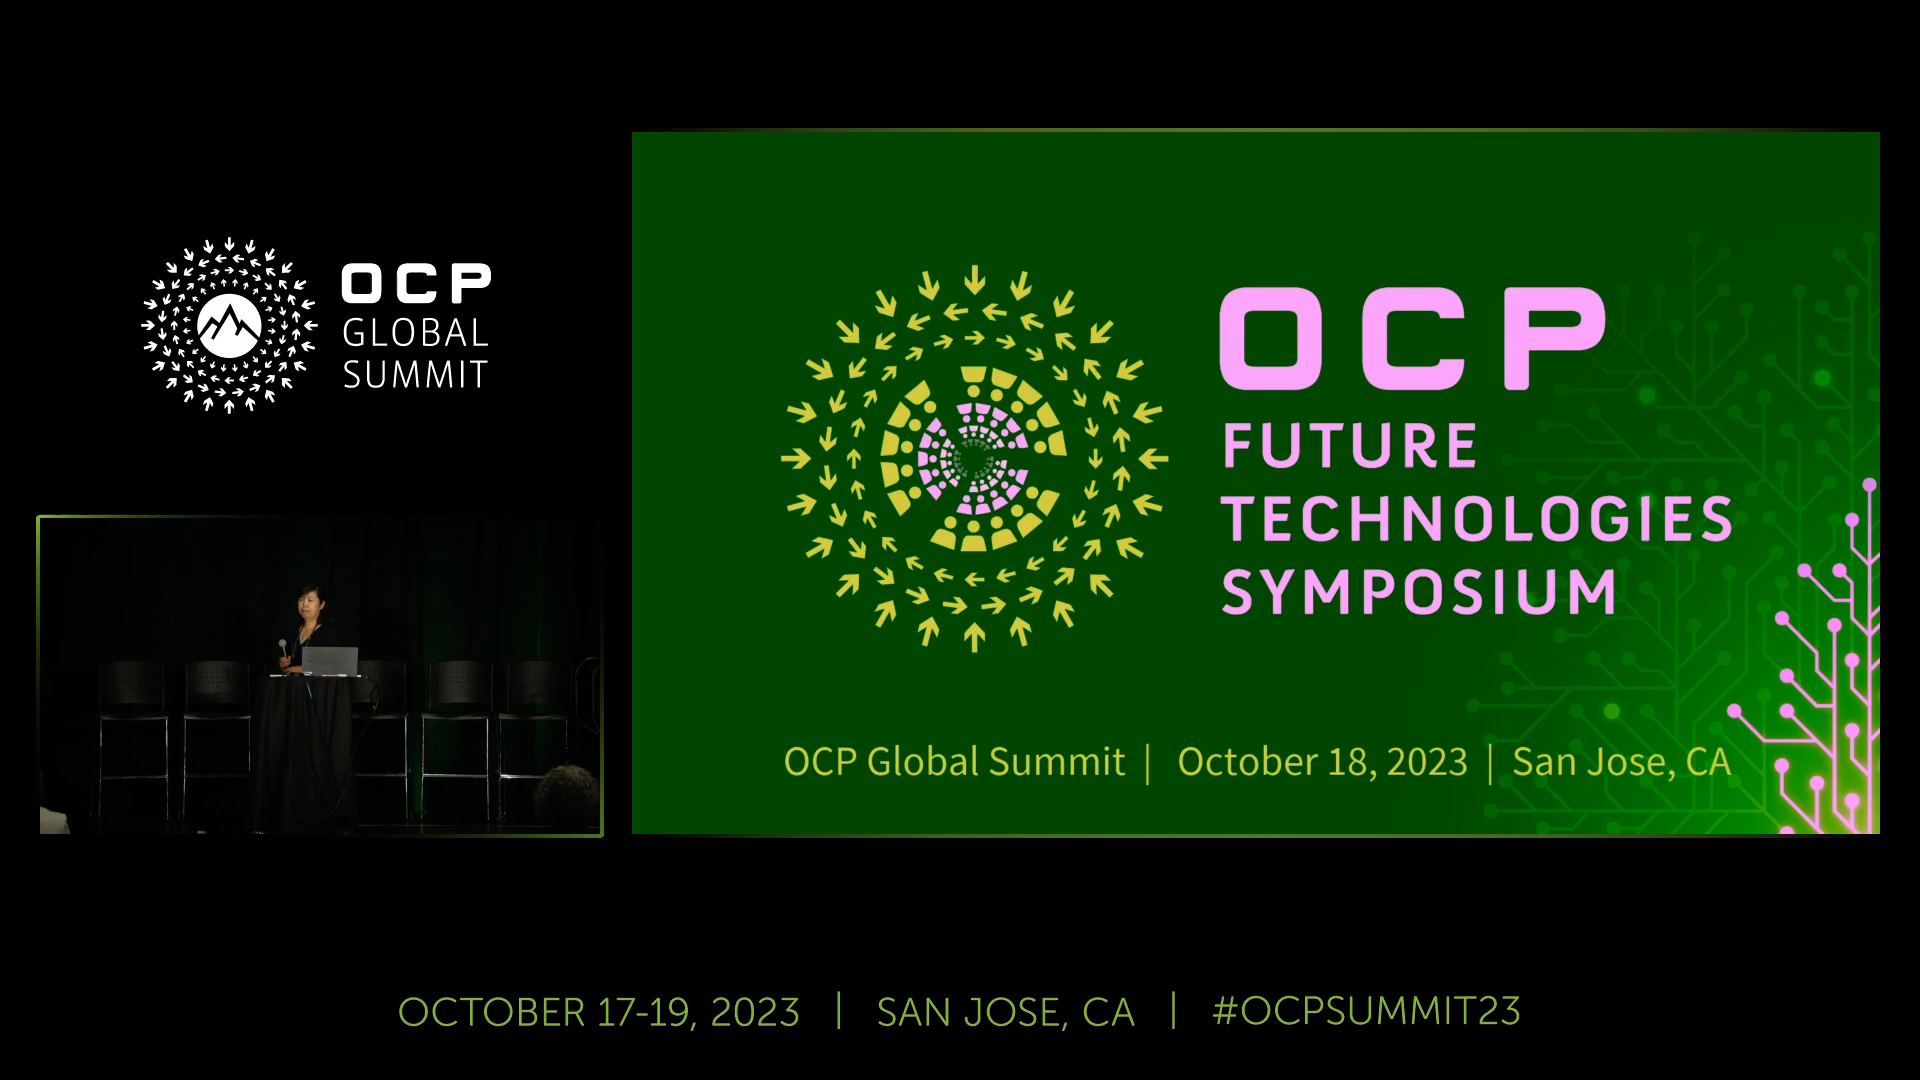 OCP
GLOBAL
SUMMIT
OCP
FUTURE
TECHNOLOGIES
SYMPOSIUM
OCP Global Summit | October 18, 2023 | San Jose, CA
OCTOBER 17-19, 2023 | SAN JOSE, CA | #OCPSUMMIT23